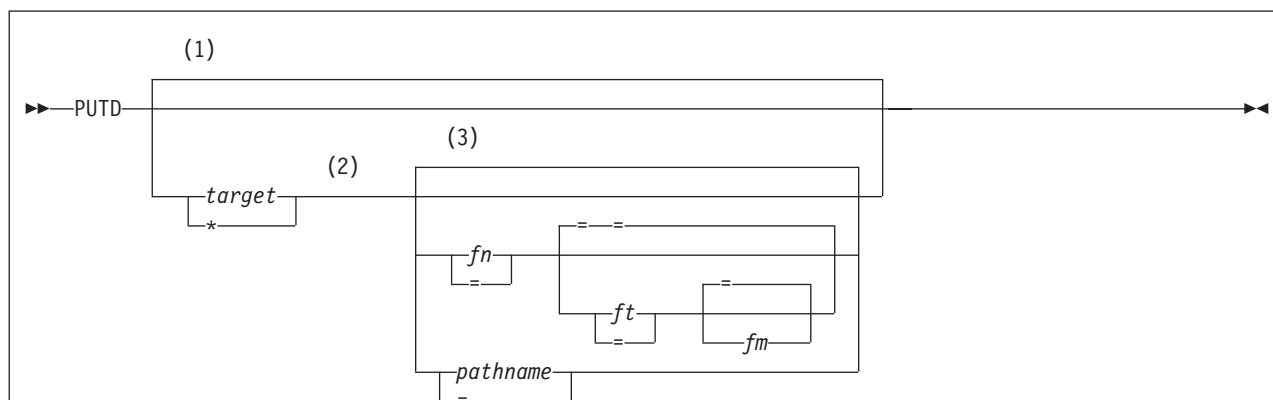 (1)
PUTD
(3)
(2)
target
*
= =
fn
=
=
ft
=
fm
pathname
=